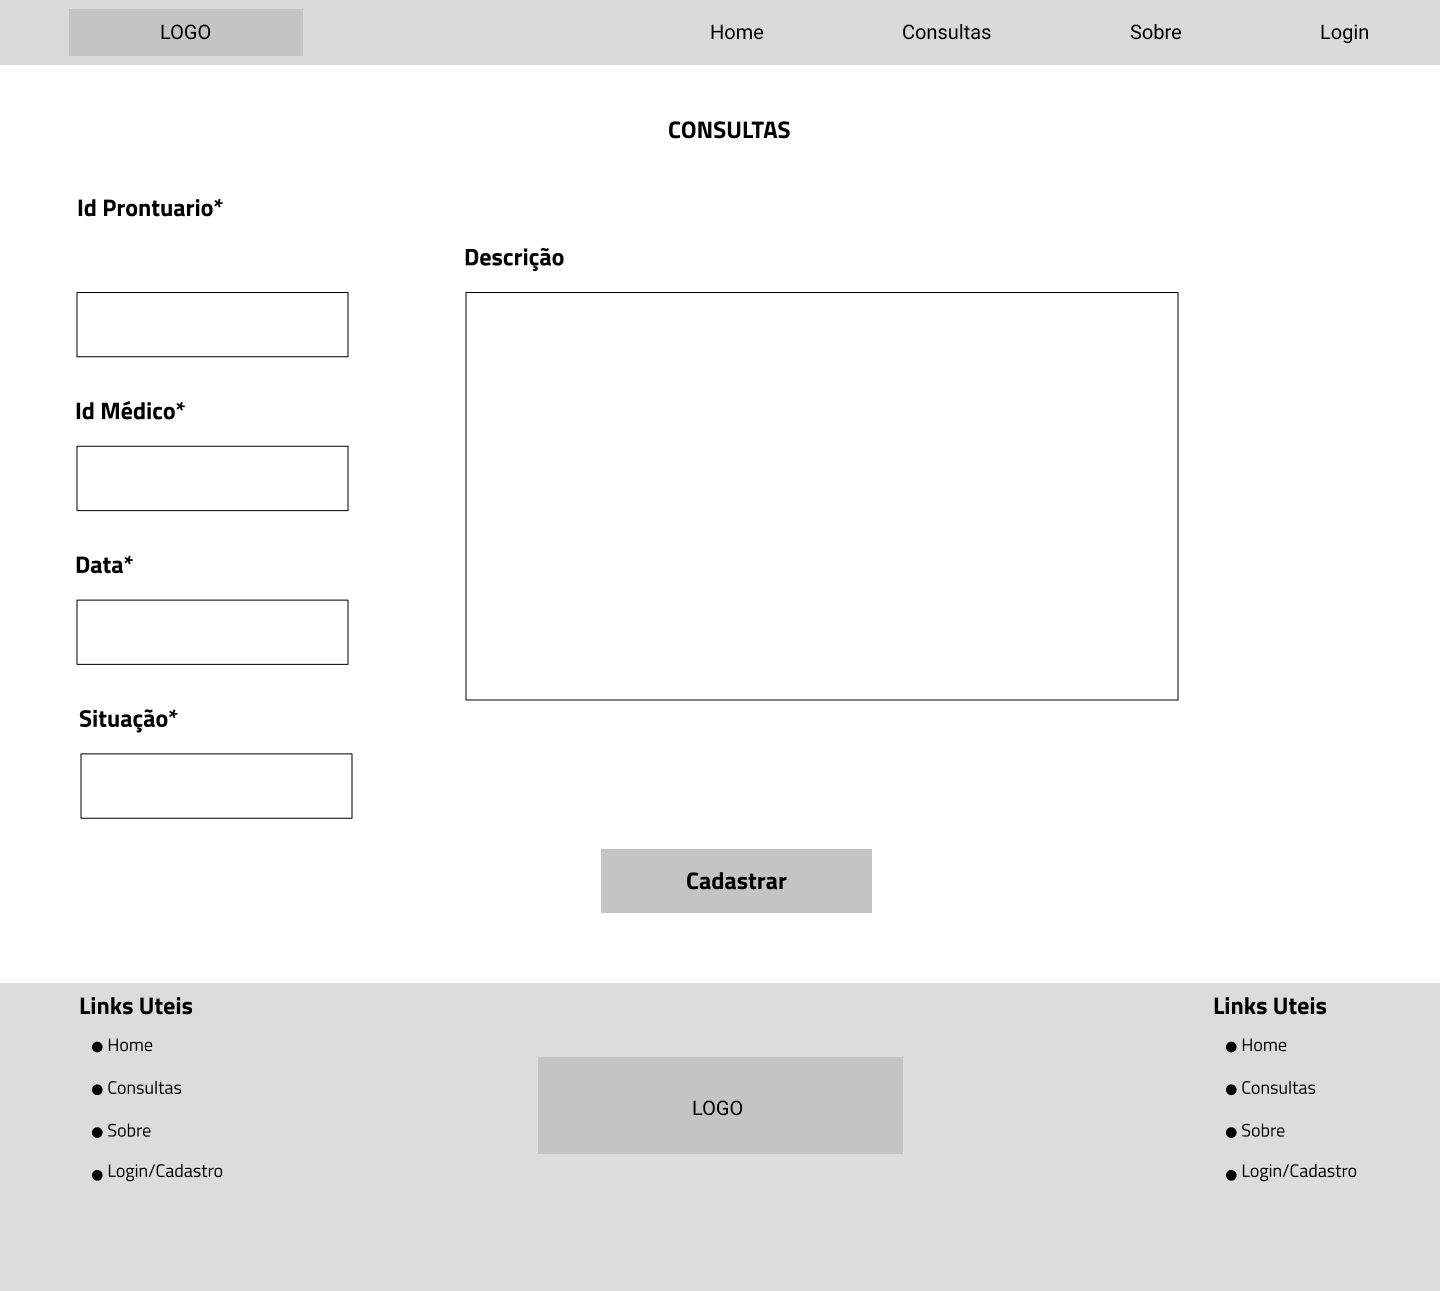 LOGO
Home
Consultas
Sobre
Login
CONSULTAS
Id Prontuario*
Descrição
Id Médico*
Data*
Situação*
Cadastrar
Links Uteis
Home
Consultas
Sobre
Login/Cadastro
LOGO
Links Uteis
Home
Consultas
Sobre
Login/Cadastro